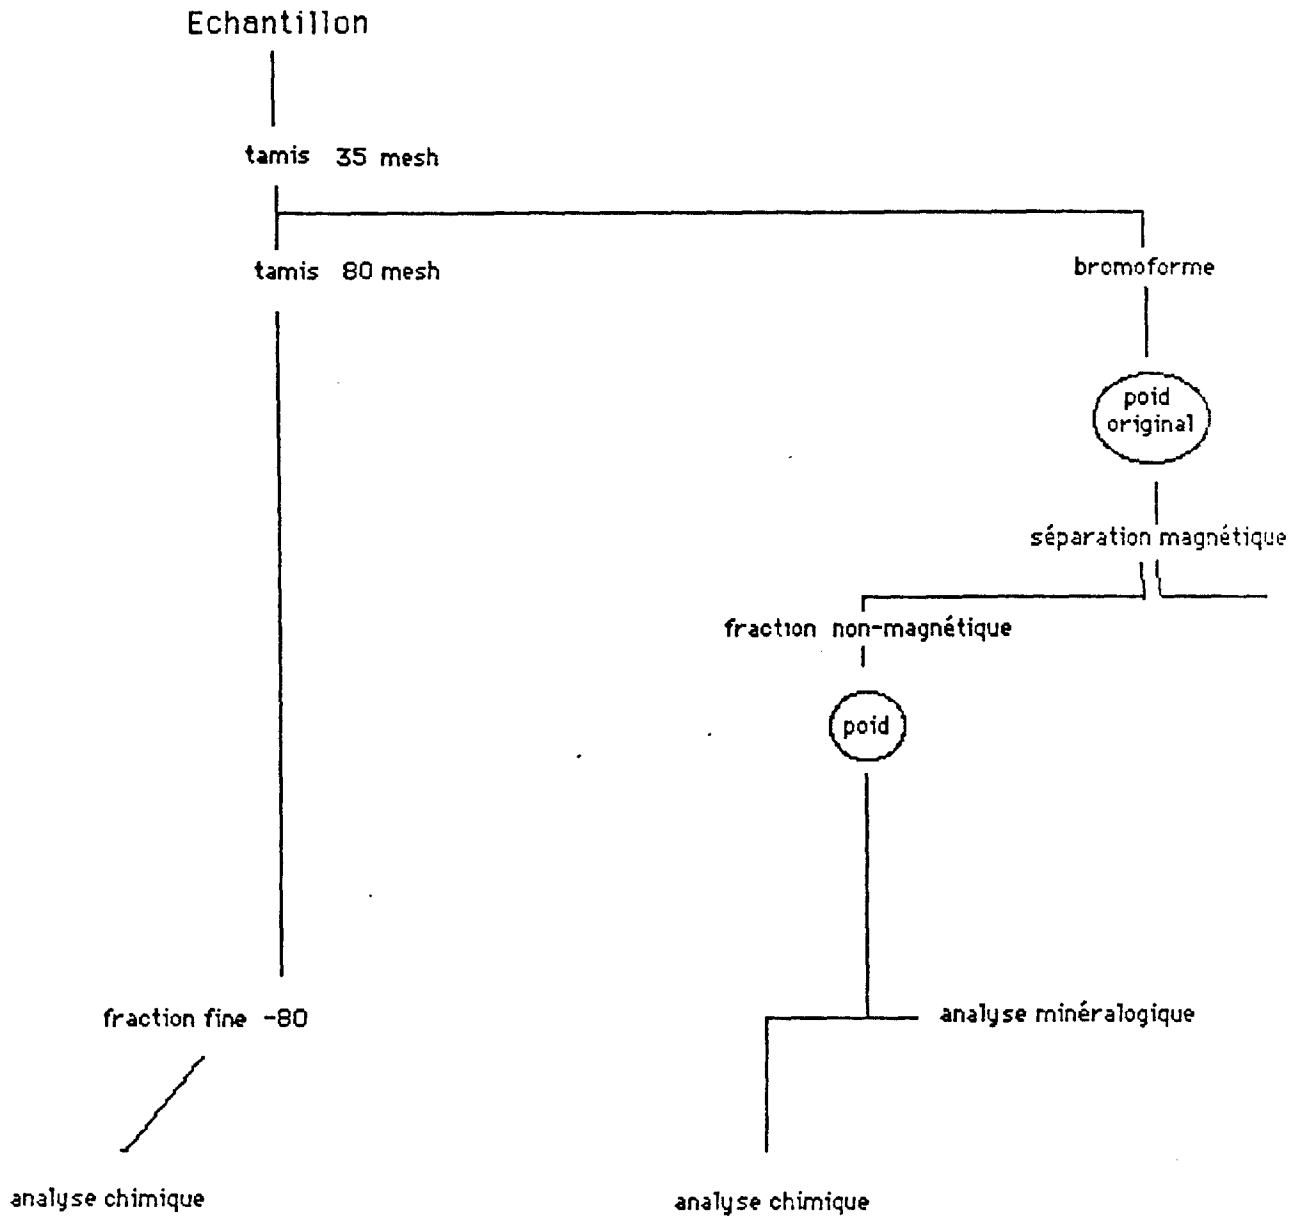 Echantillon
tamis 35 mesh
tamis 80 mesh
bromoforme
poid
original
séparation magnétique
fraction non-magnétique
poid
fraction fine -80
analyse minéralogique
analyse chimique
analyse chimique